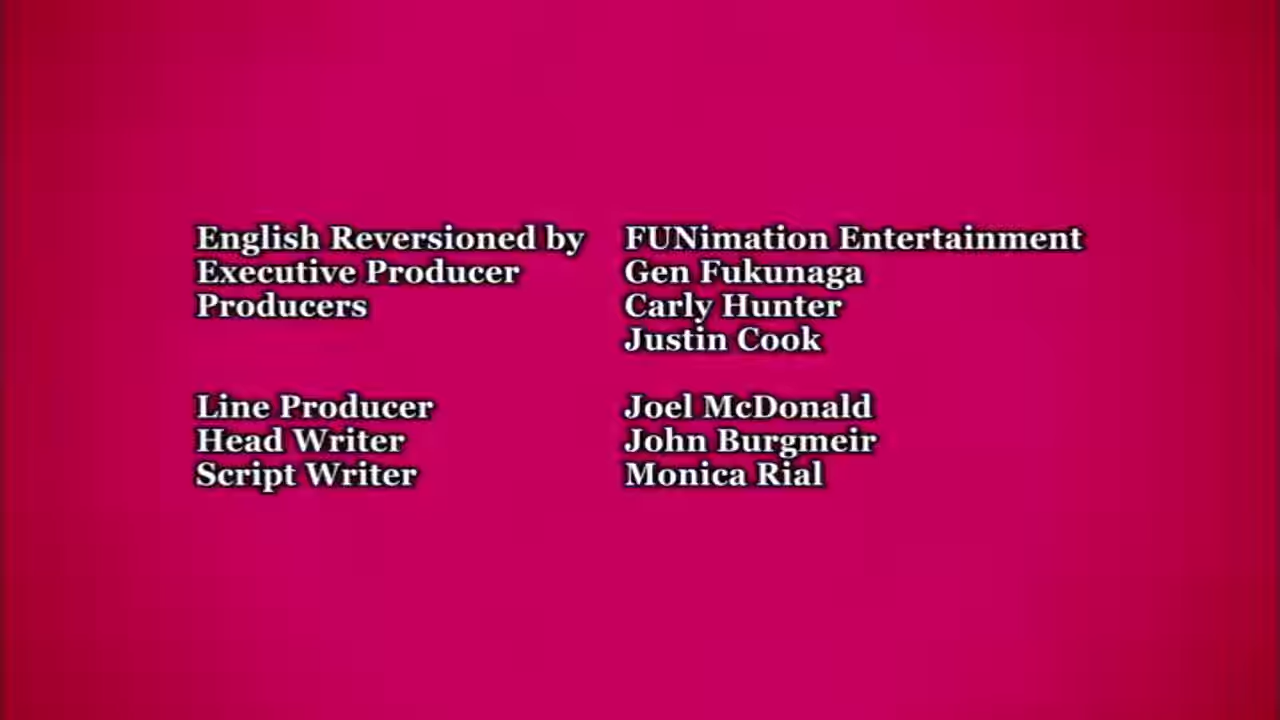 English Reversioned by FUNimation Entertainment
Executive Producer Gen Fukunaga
Producers Carly Hunter
Justin Cook
Line Producer Joel McDonald
Head Writer John Burgmeir
Script Writer Monica Rial